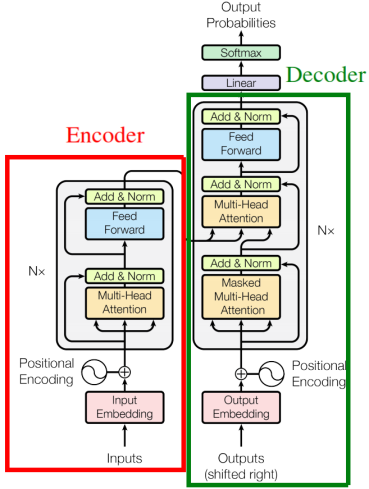 Output
Probabilities
Softmax
Linear
Decoder
Add & Norm
Feed
Forward
Add & Norm
Multi-Head
Attention
Add & Norm
Masked
Multi-Head
Attention
N×
Positional
Encoding
Output
Embedding
Outputs
(shifted right)
Encoder
Add & Norm
Feed
Forward
N×
Add & Norm
Multi-Head
Attention
Positional
Encoding
Input
Embedding
Inputs